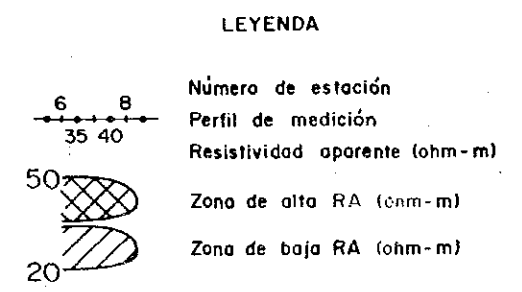 LEYENDA
6 8 Número de estación
Perfil de medición
35 40
Resistividad aparente (ohm-m)
50 Zona de alta RA (ohm-m)
Zona de baja RA (ohm-m)
20